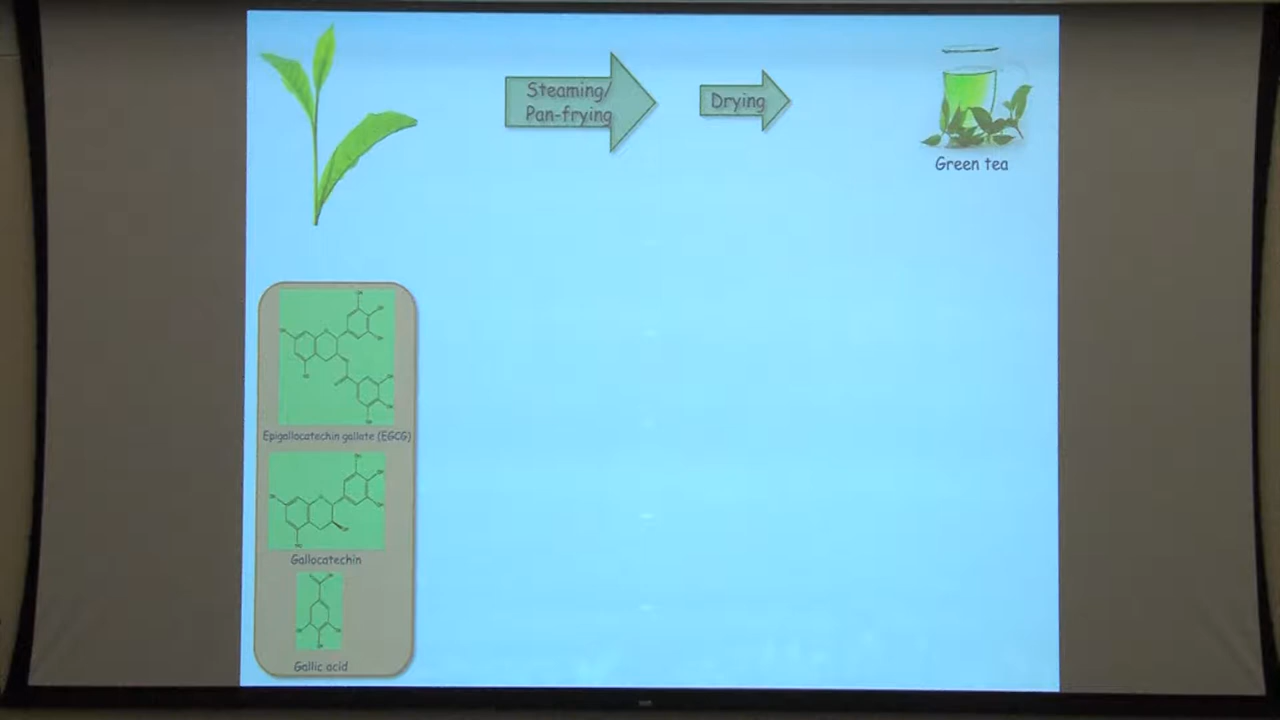 Steaming/
Pan-frying
Drying
Green tea
Epigallocatechin gallate (EGCG)
Gallocatechin
Gallic acid